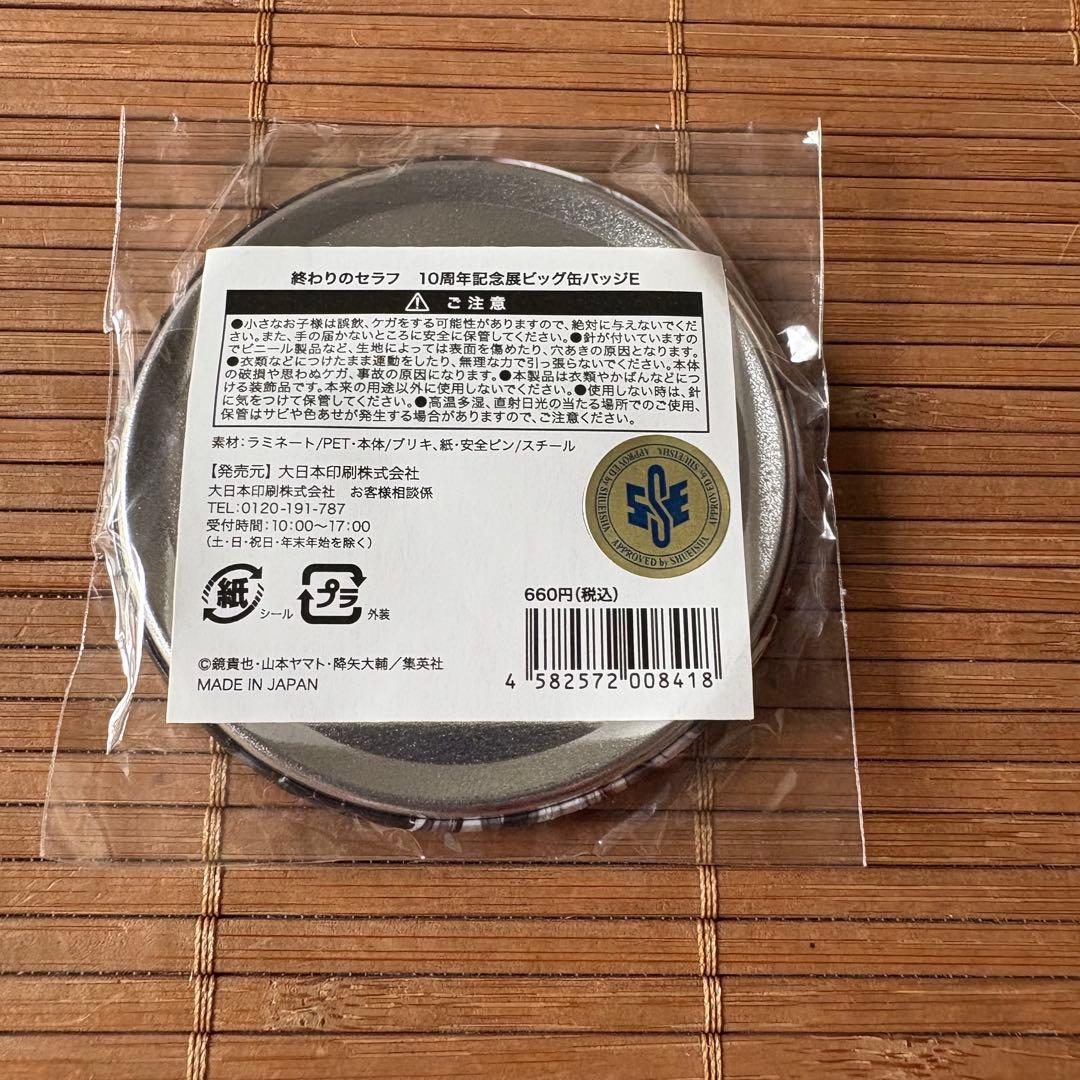 終わりのセラフ　10周年記念展ビッグ缶バッジE
ご注意
●小さなお子様は誤飲、ケガをする可能性がありますので、絶対に与えないでくだ
さい。また、手の届かないところに安全に保管してください。●針が付いていますの
でビニール製品など、生地によっては表面を傷めたり、穴あきの原因となります。
●衣類などにつけたまま運動をしたり、無理な力で引っ張らないでください。本体
の破損や思わぬケガ、事故の原因になります。●本製品は衣類やかばんなどにつ
ける装飾品です。本来の用途以外に使用しないでください。●使用しない時は、針
に気をつけて保管してください。●高温多湿、直射日光の当たる場所でのご使用、
保管はサビや色あせが発生する場合がありますので、ご注意ください。
素材：ラミネート/PET・本体/ブリキ、紙・安全ピン/スチール
【発売元】大日本印刷株式会社
大日本印刷株式会社　お客様相談係
TEL：0120-191-787
受付時間：10：00～17：00
（土・日・祝日・年末年始を除く）
APPROVED by SHUEISHA APPROVED by SHUEISHA APPROVED by SHUEISHA
SSE
紙 シール プラ 外装
660円（税込）
4 582572 008418
©鏡貴也・山本ヤマト・降矢大輔／集英社
MADE IN JAPAN